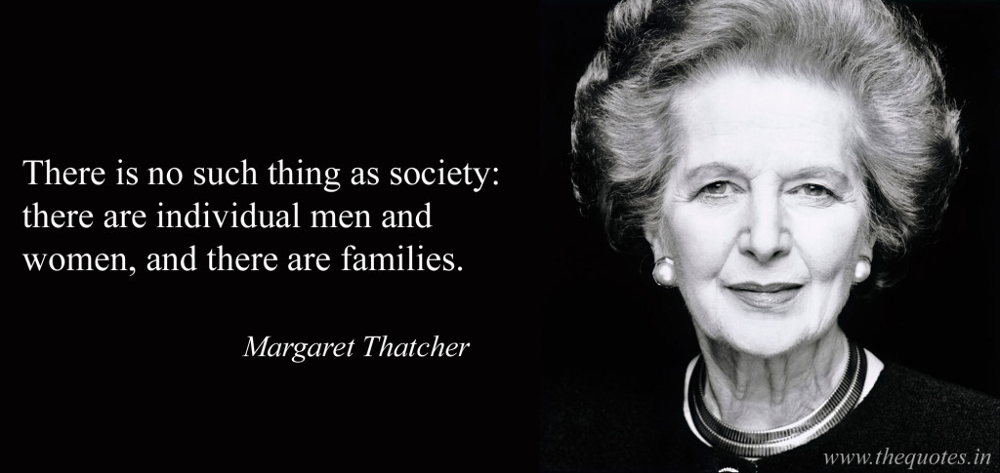 There is no such thing as society:
there are individual men and
women, and there are families.
Margaret Thatcher
www.thequotes.in